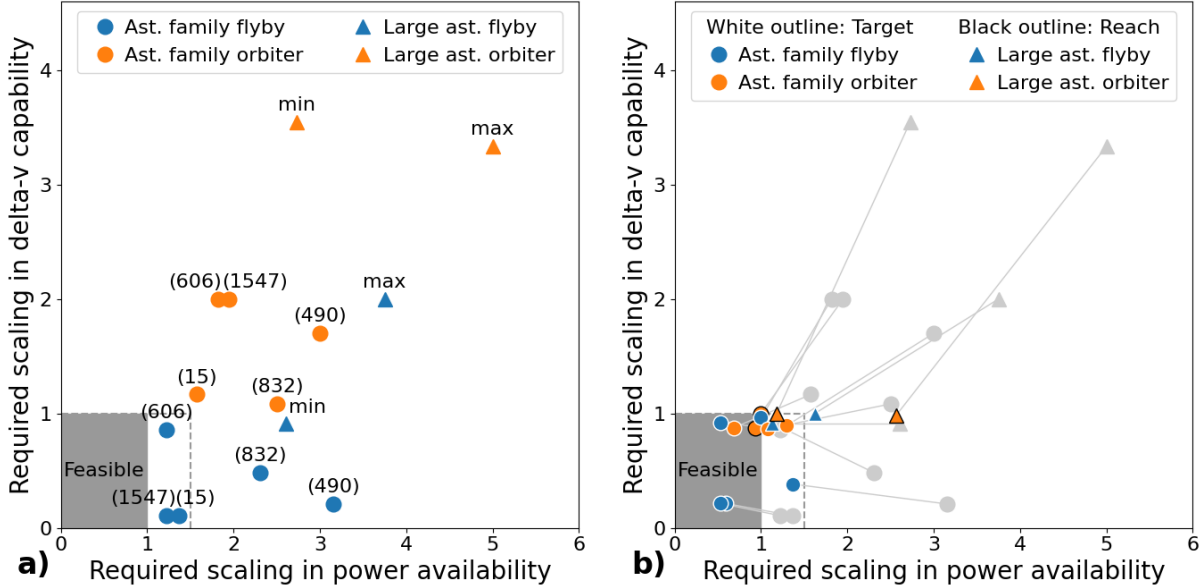 Ast. family flyby
Large ast. flyby
Ast. family orbiter
Large ast. orbiter
min
max
max
(606)
(1547)
(490)
(15)
(832)
min
(606)
Feasible
(832)
(1547)
(15)
(490)
0
1
2
3
4
0
1
2
3
4
5
6
Required scaling in delta-v capability
Required scaling in power availability
a)
White outline: Target
Black outline: Reach
Ast. family flyby
Large ast. flyby
Ast. family orbiter
Large ast. orbiter
Feasible
0
1
2
3
4
0
1
2
3
4
5
6
Required scaling in delta-v capability
Required scaling in power availability
b)